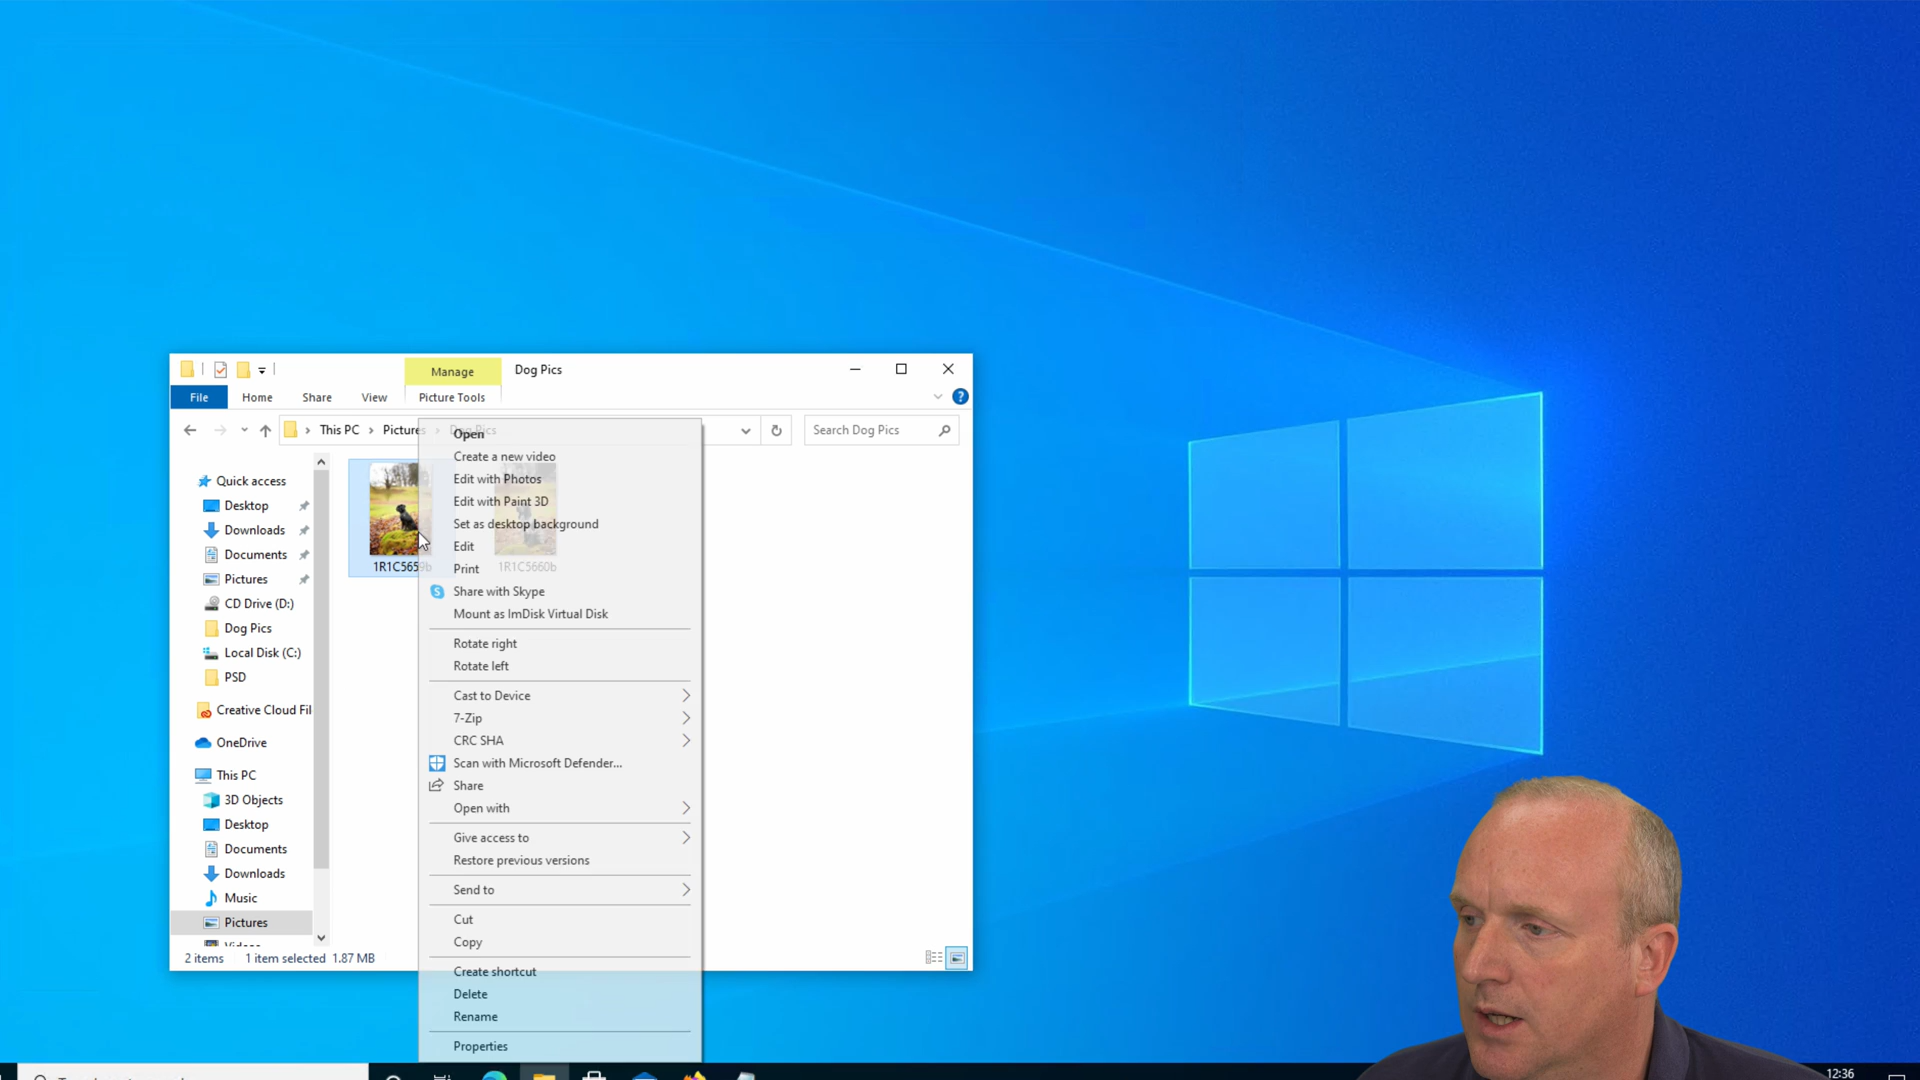 Manage
Dog Pics
File
Home
Share
View
Picture Tools
This PC
Pictures
Dog Pics
Search Dog Pics
Quick access
Desktop
Downloads
Documents
Pictures
CD Drive (D:)
Dog Pics
Local Disk (C:)
PSD
Creative Cloud Fil
OneDrive
This PC
3D Objects
Desktop
Documents
Downloads
Music
Pictures
Videos
1R1C5659b
1R1C5660b
Open
Create a new video
Edit with Photos
Edit with Paint 3D
Set as desktop background
Edit
Print
Share with Skype
Mount as ImDisk Virtual Disk
Rotate right
Rotate left
Cast to Device
7-Zip
CRC SHA
Scan with Microsoft Defender...
Share
Open with
Give access to
Restore previous versions
Send to
Cut
Copy
Create shortcut
Delete
Rename
Properties
2 items
1 item selected 1.87 MB
12:36